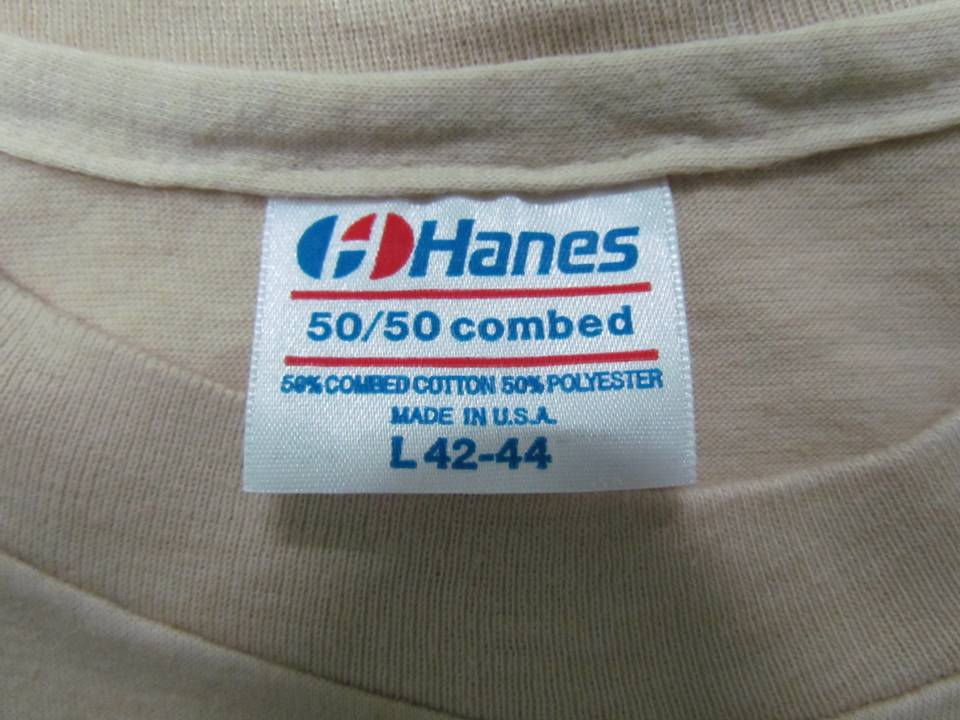 Hanes
50/50 combed
50% COMBED COTTON 50% POLYESTER
MADE IN U.S.A.
L 42-44